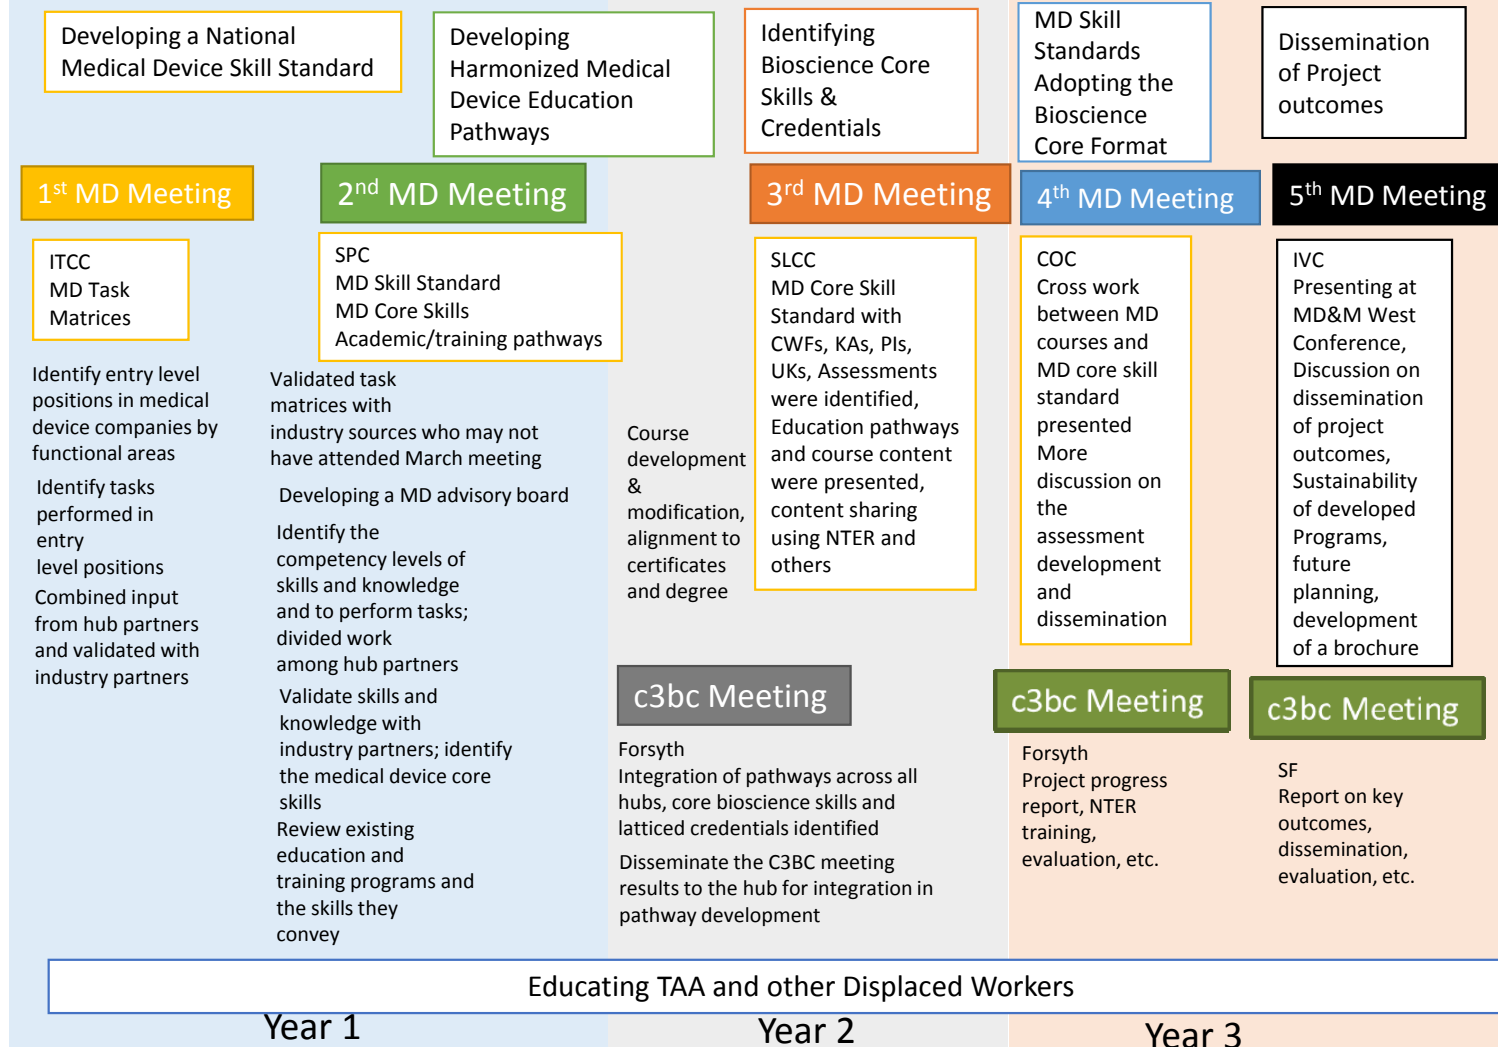 Developing a National
Medical Device Skill Standard
Developing
Harmonized Medical
Device Education
Pathways
Identifying
Bioscience Core
Skills &
Credentials
MD Skill
Standards
Adopting the
Bioscience
Core Format
Dissemination
of Project
outcomes
1st MD Meeting
2nd MD Meeting
3rd MD Meeting
4th MD Meeting
5th MD Meeting
ITCC
MD Task
Matrices
SPC
MD Skill Standard
MD Core Skills
Academic/training pathways
SLCC
MD Core Skill
Standard with
CWFs, KAs, PIs,
UKs, Assessments
were identified,
Education pathways
and course content
were presented,
content sharing
using NTER and
others
COC
Cross work
between MD
courses and
MD core skill
standard
presented
More
discussion on
the
assessment
development
and
dissemination
IVC
Presenting at
MD&M West
Conference,
Discussion on
dissemination
of project
outcomes,
Sustainability
of developed
Programs,
future
planning,
development
of a brochure
Identify entry level
positions in medical
device companies by
functional areas
Identify tasks
performed in
entry
level positions
Combined input
from hub partners
and validated with
industry partners
Validated task
matrices with
industry sources who may not
have attended March meeting
Developing a MD advisory board
Identify the
competency levels of
skills and knowledge
and to perform tasks;
divided work
among hub partners
Validate skills and
knowledge with
industry partners; identify
the medical device core
skills
Review existing
education and
training programs and
the skills they
convey
Course
development
&
modification,
alignment to
certificates
and degree
c3bc Meeting
Forsyth
Integration of pathways across all
hubs, core bioscience skills and
latticed credentials identified
Disseminate the C3BC meeting
results to the hub for integration in
pathway development
c3bc Meeting
Forsyth
Project progress
report, NTER
training,
evaluation, etc.
c3bc Meeting
SF
Report on key
outcomes,
dissemination,
evaluation, etc.
Educating TAA and other Displaced Workers
Year 1
Year 2
Year 3